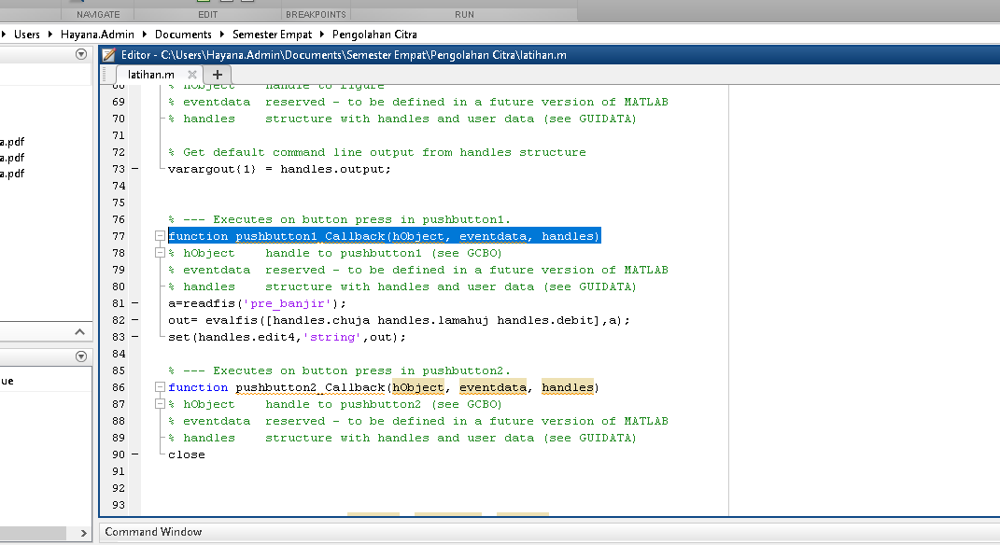 NAVIGATE EDIT BREAKPOINTS RUN
Users Hayana.Admin Documents Semester Empat Pengolahan Citra
Editor - C:\Users\Hayana.Admin\Documents\Semester Empat\Pengolahan Citra\latihan.m
latihan.m
68 % hObject    handle to figure
69 % eventdata  reserved - to be defined in a future version of MATLAB
70 % handles    structure with handles and user data (see GUIDATA)
71
72 % Get default command line output from handles structure
73 – varargout{1} = handles.output;
74
75
76 % --- Executes on button press in pushbutton1.
77 function pushbutton1_Callback(hObject, eventdata, handles)
78 % hObject    handle to pushbutton1 (see GCBO)
79 % eventdata  reserved - to be defined in a future version of MATLAB
80 % handles    structure with handles and user data (see GUIDATA)
81 – a=readfis('pre_banjir');
82 – out= evalfis([handles.chuja handles.lamahuj handles.debit],a);
83 – set(handles.edit4,'string',out);
84
85 % --- Executes on button press in pushbutton2.
86 function pushbutton2_Callback(hObject, eventdata, handles)
87 % hObject    handle to pushbutton2 (see GCBO)
88 % eventdata  reserved - to be defined in a future version of MATLAB
89 % handles    structure with handles and user data (see GUIDATA)
90 – close
91
92
93
a.pdf
a.pdf
a.pdf
ue
Command Window